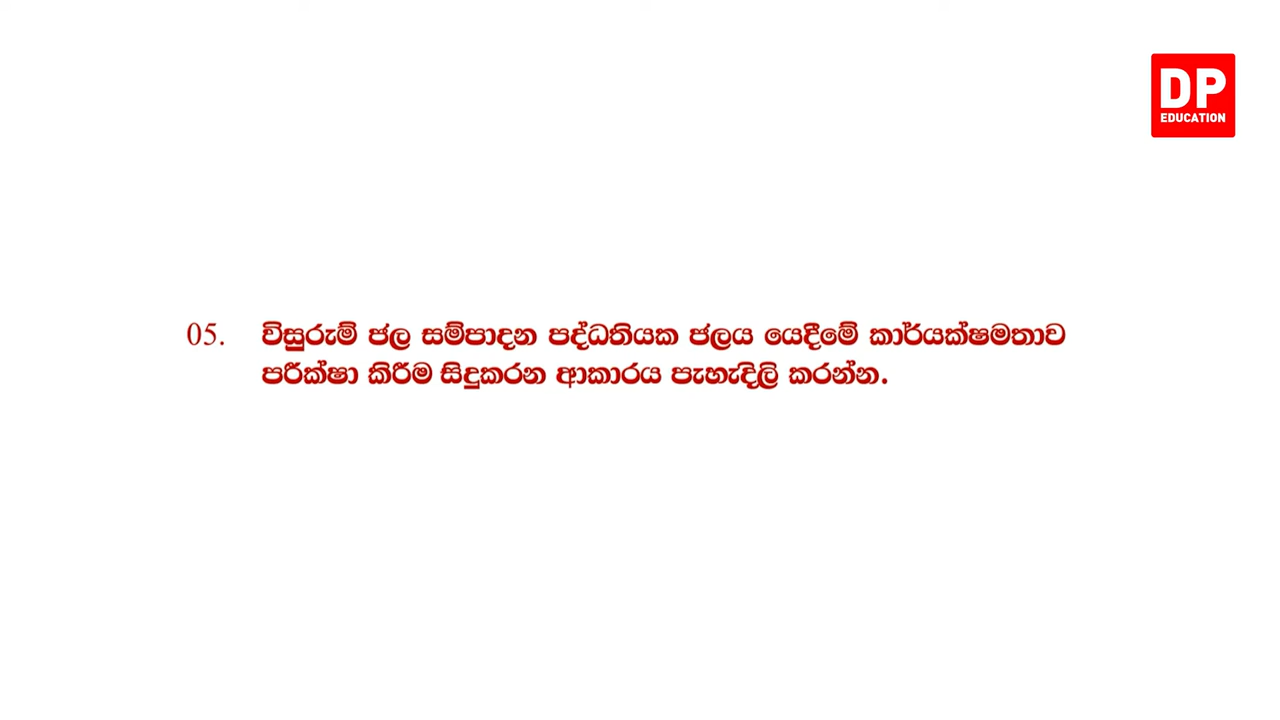 DP
EDUCATION
05. විසුරුම් ජල සම්පාදන පද්ධතියක ජලය යෙදීමේ කාර්යක්ෂමතාව
පරීක්ෂා කිරීම සිදුකරන ආකාරය පැහැදිලි කරන්න.